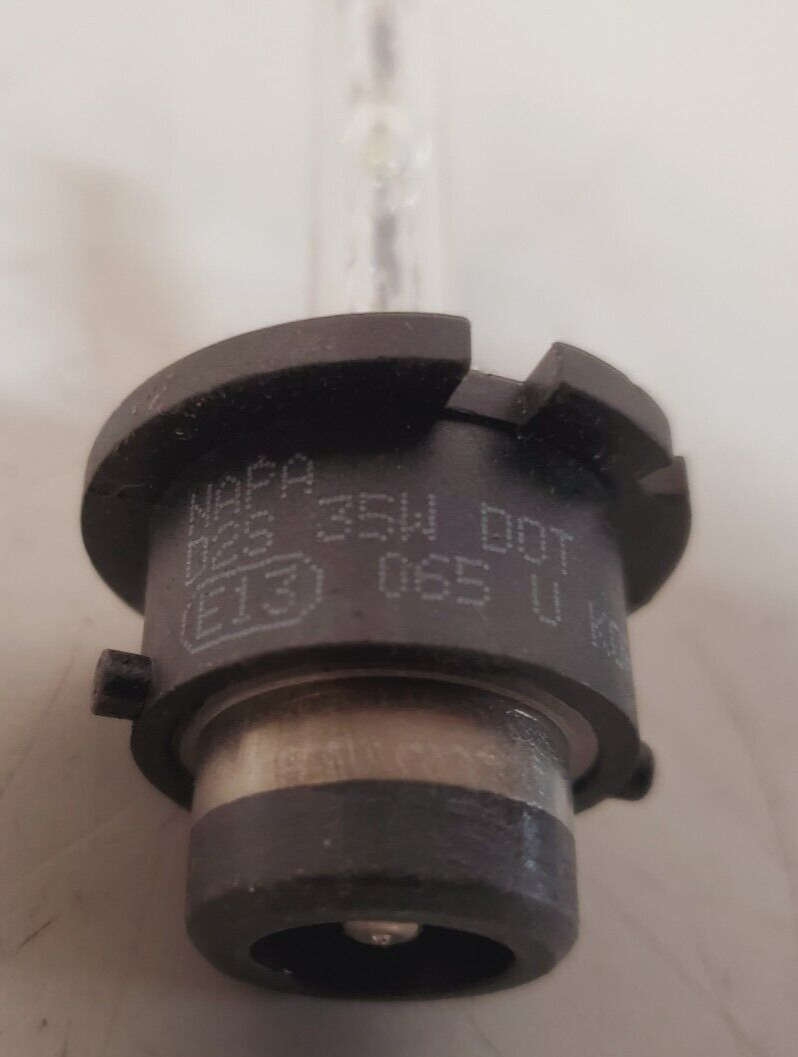 NAPA
D2S 35W DOT
E13 065 U